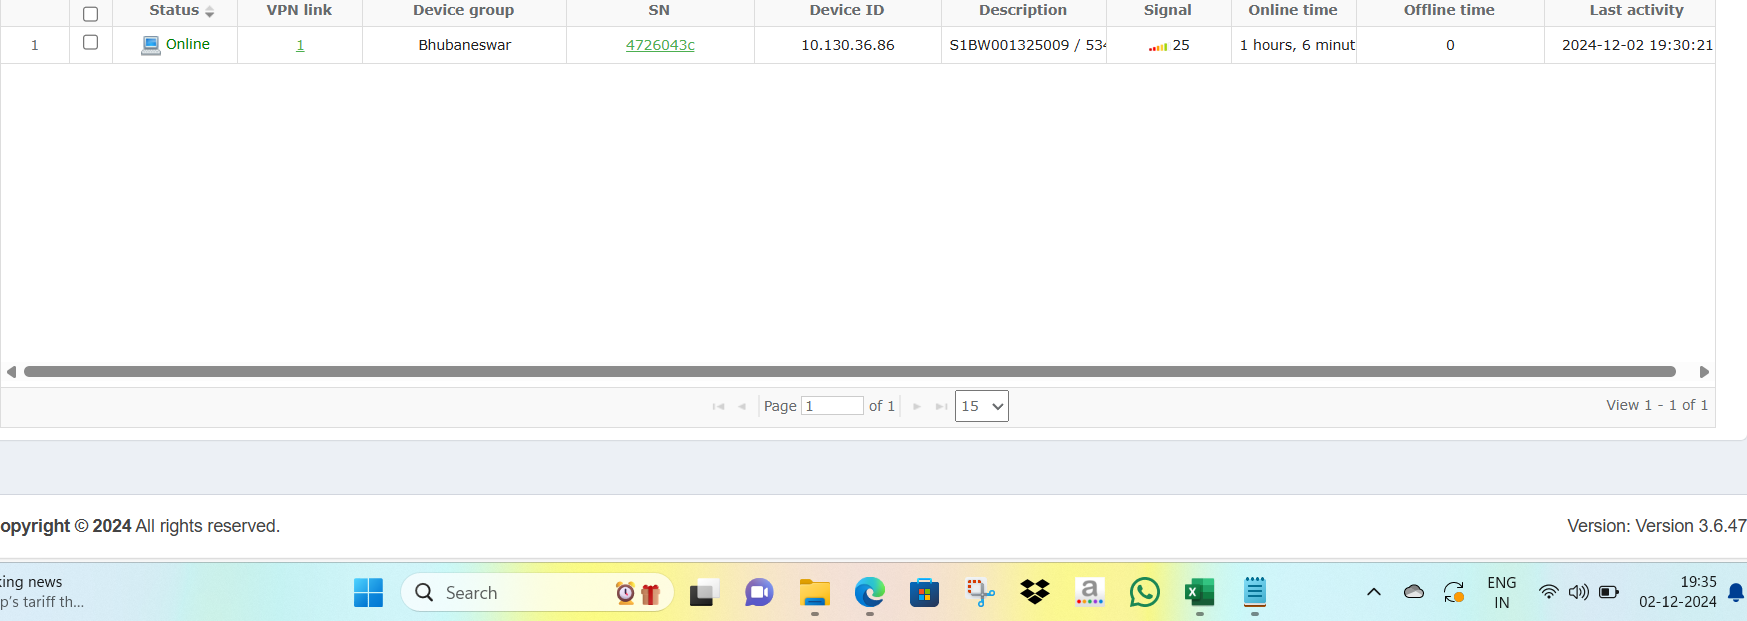 Status VPN link Device group SN Device ID Description Signal Online time Offline time Last activity
1 Online 1 Bhubaneswar 4726043c 10.130.36.86 S1BW001325009 / 534 25 1 hours, 6 minut 0 2024-12-02 19:30:21
Page 1 of 1 15 View 1 - 1 of 1
opyright © 2024 All rights reserved. Version: Version 3.6.47
king news
p's tariff th...
Search
a
ENG
IN
19:35
02-12-2024